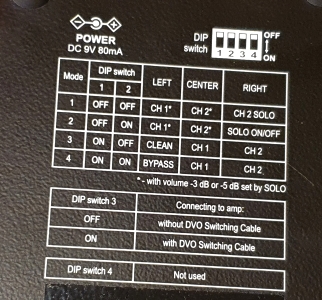 POWER
DC 9V 80mA
DIP switch
OFF
ON
1 2 3 4
Mode DIP switch LEFT CENTER RIGHT
1 2
1 OFF OFF CH 1* CH 2* CH 2 SOLO
2 OFF ON CH 1* CH 2* SOLO ON/OFF
3 ON OFF CLEAN CH 1 CH 2
4 ON ON BYPASS CH 1 CH 2
* - with volume -3 dB or -5 dB set by SOLO
DIP switch 3 Connecting to amp:
OFF without DVO Switching Cable
ON with DVO Switching Cable
DIP switch 4 Not used